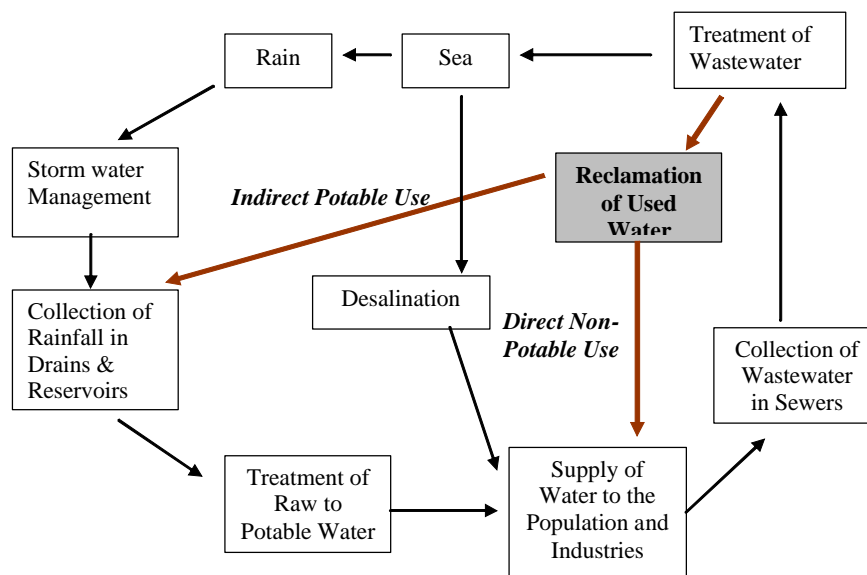 Treatment of
Wastewater
Rain
Sea
Storm water
Management
Indirect Potable Use
Reclamation
of Used
Water
Collection of
Rainfall in
Drains &
Reservoirs
Desalination
Direct Non-
Potable Use
Collection of
Wastewater
in Sewers
Treatment of
Raw to
Potable Water
Supply of
Water to the
Population and
Industries